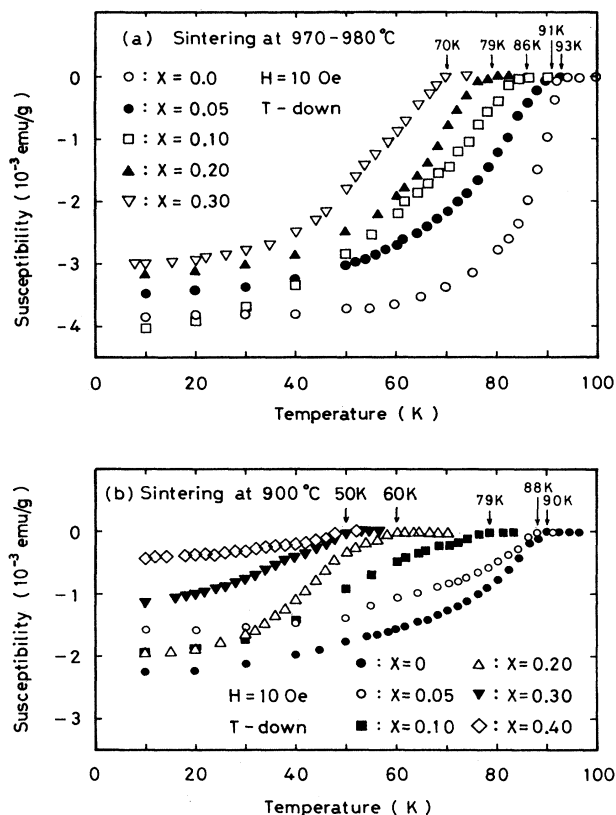 (a) Sintering at 970-980°C
70K 79K 86K 91K 93K
○ : X = 0.0 H = 10 Oe
● : X = 0.05 T - down
□ : X = 0.10
▲ : X = 0.20
▽ : X = 0.30
Susceptibility (10⁻³ emu/g)
0
-1
-2
-3
-4
0 20 40 60 80 100
Temperature ( K )
(b) Sintering at 900°C 50K 60K 79K 88K 90K
Susceptibility (10⁻³ emu/g)
0
-1
-2
-3
● : X = 0 △ : X = 0.20
H = 10 Oe ○ : X = 0.05 ▼ : X = 0.30
T - down ■ : X = 0.10 ◇ : X = 0.40
0 20 40 60 80 100
Temperature ( K )